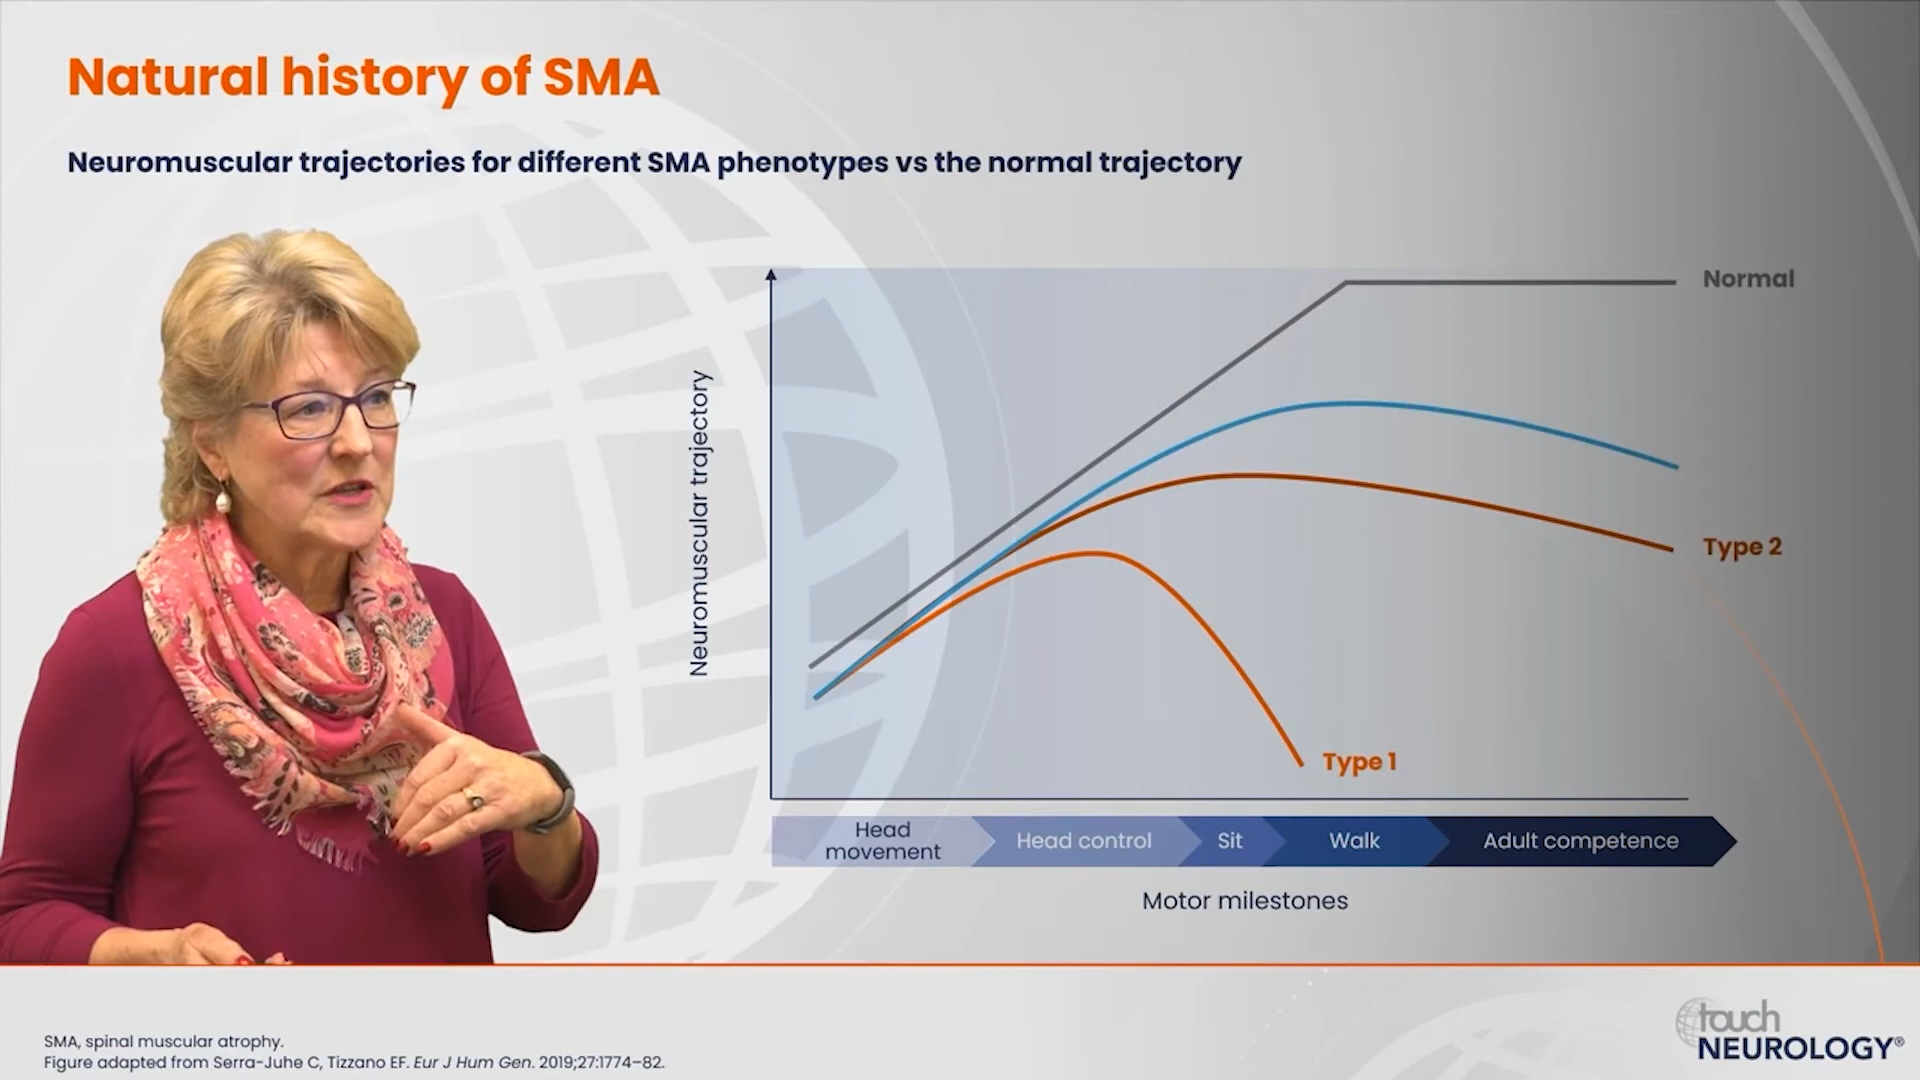 Natural history of SMA
Neuromuscular trajectories for different SMA phenotypes vs the normal trajectory
Neuromuscular trajectory
Normal
Type 2
Type 1
Head
movement
Head control
Sit
Walk
Adult competence
Motor milestones
SMA, spinal muscular atrophy.
Figure adapted from Serra-Juhe C, Tizzano EF. Eur J Hum Gen. 2019;27:1774–82.
touch
NEUROLOGY®